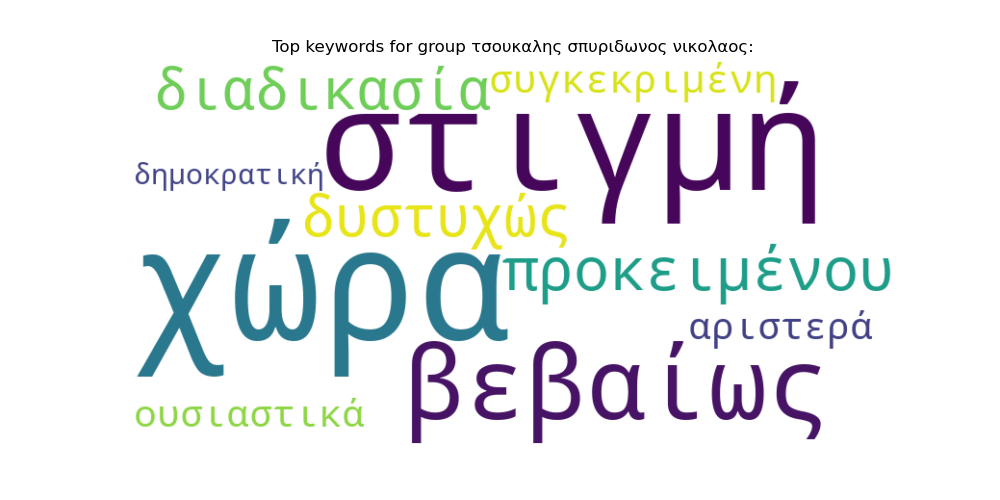 Top keywords for group τσουκαλης σπυριδωνος νικολαος:
διαδικασία συγκεκριμένη
στιγμή
δημοκρατική
δυστυχώς
χώρα προκειμένου
αριστερά
βεβαίως
ουσιαστικά